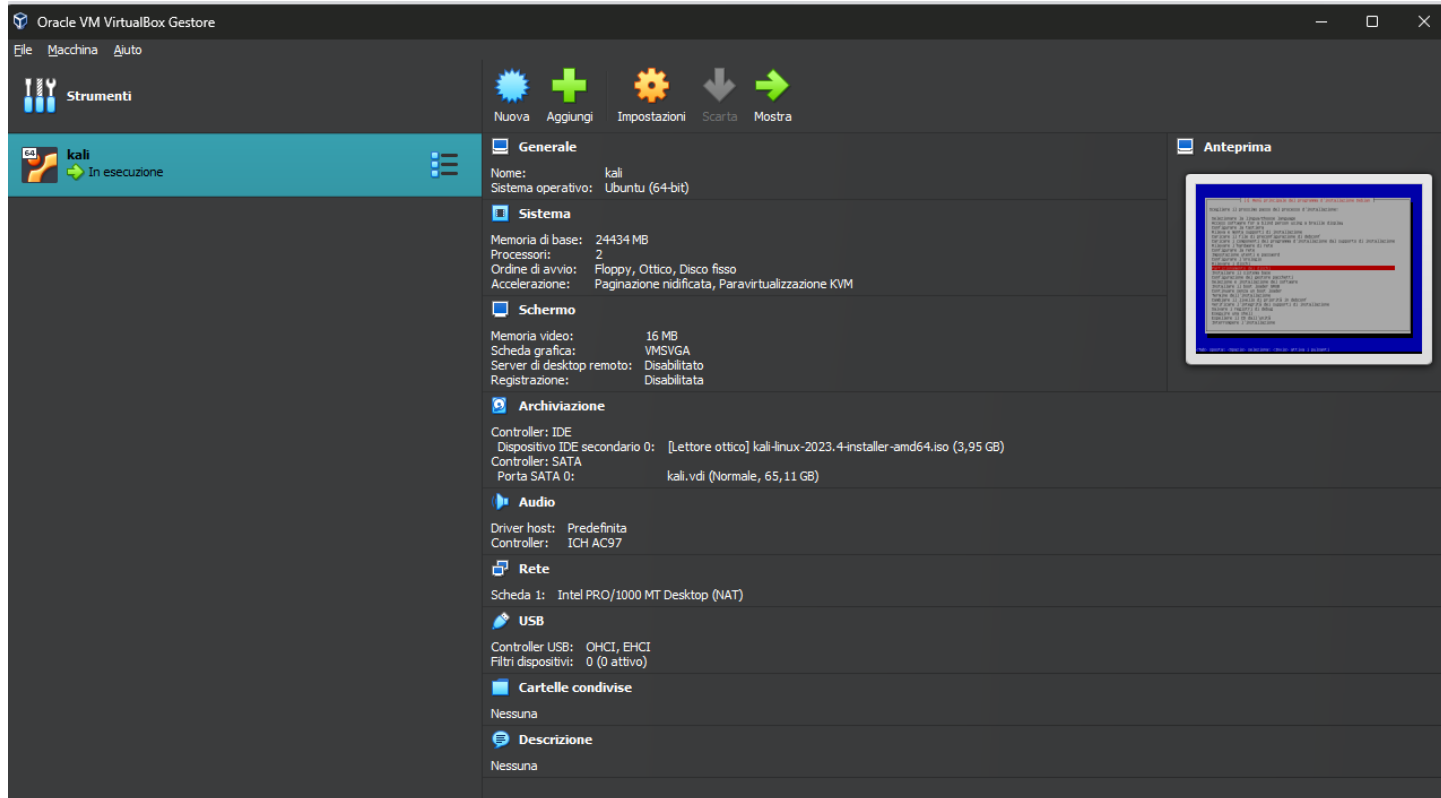 Oracle VM VirtualBox Gestore
File Macchina Aiuto
Strumenti
Nuova Aggiungi Impostazioni Scarta Mostra
64
kali
In esecuzione
Generale
Nome: kali
Sistema operativo: Ubuntu (64-bit)
Sistema
Memoria di base: 24434 MB
Processori: 2
Ordine di avvio: Floppy, Ottico, Disco fisso
Accelerazione: Paginazione nidificata, Paravirtualizzazione KVM
Schermo
Memoria video: 16 MB
Scheda grafica: VMSVGA
Server di desktop remoto: Disabilitato
Registrazione: Disabilitata
Archiviazione
Controller: IDE
Dispositivo IDE secondario 0: [Lettore ottico] kali-linux-2023.4-installer-amd64.iso (3,95 GB)
Controller: SATA
Porta SATA 0: kali.vdi (Normale, 65,11 GB)
Audio
Driver host: Predefinita
Controller: ICH AC97
Rete
Scheda 1: Intel PRO/1000 MT Desktop (NAT)
USB
Controller USB: OHCI, EHCI
Filtri dispositivi: 0 (0 attivo)
Cartelle condivise
Nessuna
Descrizione
Nessuna
Anteprima